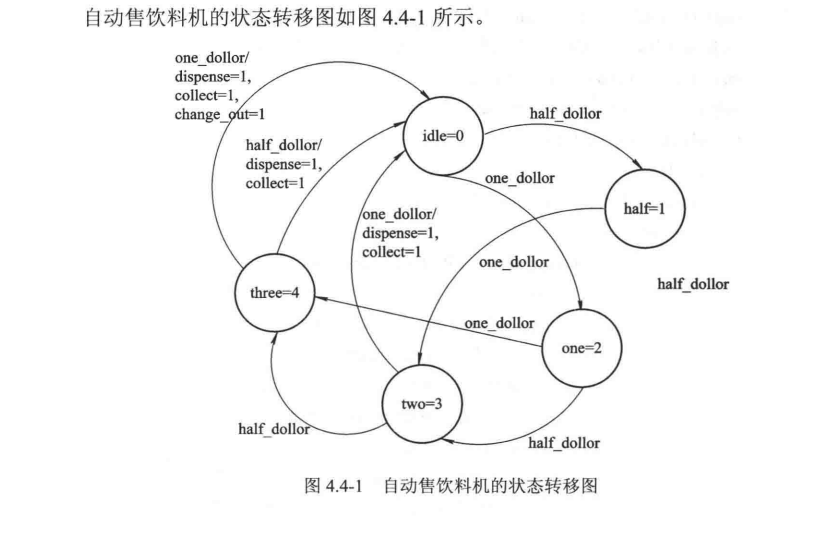 自动售饮料机的状态转移图如图 4.4-1 所示。
one_dollor/
dispense=1,
collect=1,
change_out=1
half_dollor/
dispense=1,
collect=1
idle=0
half_dollor
one_dollor
half=1
one_dollor/
dispense=1,
collect=1
one_dollor
half_dollor
three=4
one_dollor
one=2
two=3
half_dollor
half_dollor
图 4.4-1 自动售饮料机的状态转移图